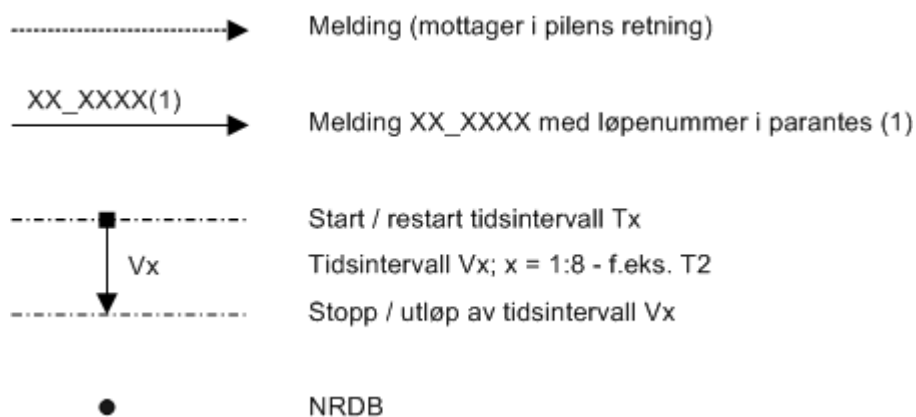 Melding (mottager i pilens retning)
XX_XXXX(1)
Melding XX_XXXX med løpenummer i parantes (1)
Start / restart tidsintervall Tx
Vx
Tidsintervall Vx; x = 1:8 - f.eks. T2
Stopp / utløp av tidsintervall Vx
NRDB